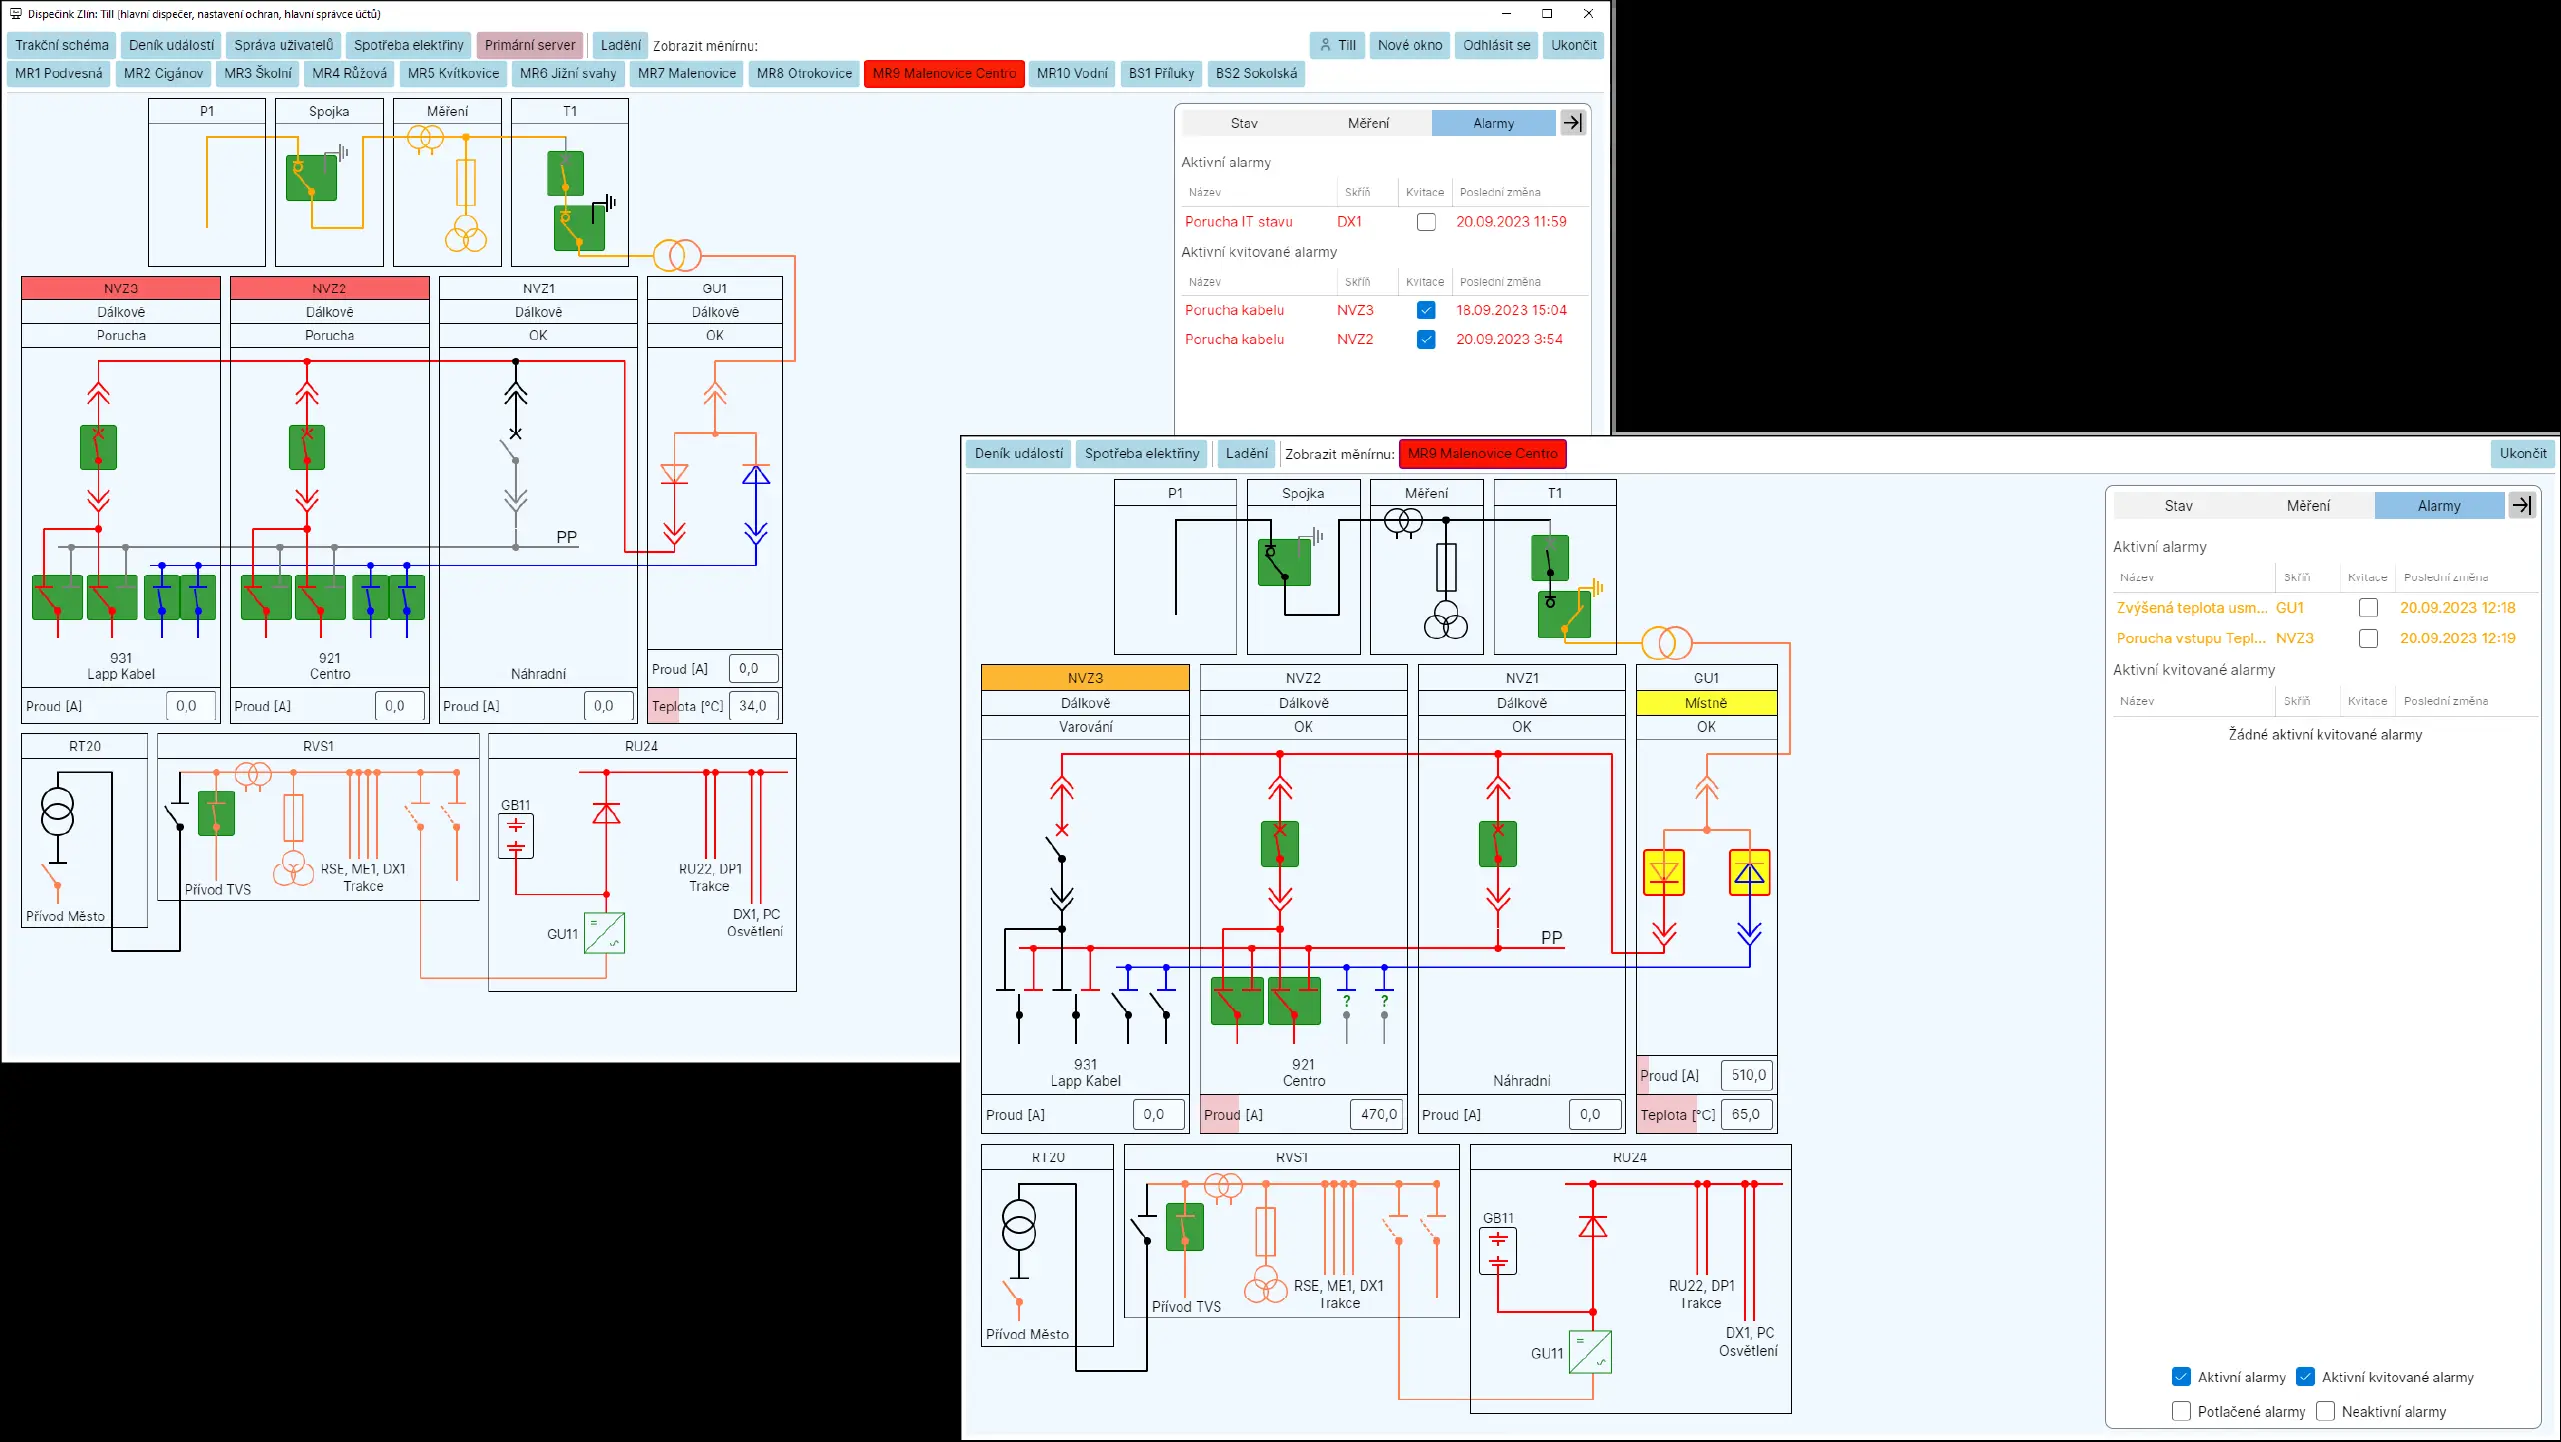 Dispečink Zlín: Till (hlavní dispečer, nastavení ochran, hlavní správce účtů)
Trakční schéma Deník událostí Správa uživatelů Spotřeba elektřiny Primární server Ladění Zobrazit měnírnu: Till Nové okno Odhlásit se Ukončit
MR1 Podvesná MR2 Cigánov MR3 Školní MR4 Růžová MR5 Kvítkovice MR6 Jižní svahy MR7 Malenovice MR8 Otrokovice MR9 Malenovice Centro MR10 Vodní BS1 Příluky BS2 Sokolská
P1 Spojka Měření T1
NVZ3 NVZ2 NVZ1 GU1
Dálkově Dálkově Dálkově Dálkově
Porucha Porucha OK OK
PP
931 921
Lapp Kabel Centro Náhradní
Proud [A] 0,0
Proud [A] 0,0 Proud [A] 0,0 Proud [A] 0,0 Teplota [°C] 34,0
RT20 RVS1 RU24
GB11
RSE, ME1, DX1
Trakce
RU22, DP1
Trakce
Přívod TVS
Přívod Město
GU11
DX1, PC
Osvětlení
Stav Měření Alarmy
Aktivní alarmy
Název Skříň Kvitace Poslední změna
Porucha IT stavu DX1 20.09.2023 11:59
Aktivní kvitované alarmy
Název Skříň Kvitace Poslední změna
Porucha kabelu NVZ3 18.09.2023 15:04
Porucha kabelu NVZ2 20.09.2023 3:54
Deník událostí Spotřeba elektřiny Ladění Zobrazit měnírnu: MR9 Malenovice Centro Ukončit
P1 Spojka Měření T1
NVZ3 NVZ2 NVZ1 GU1
Dálkově Dálkově Dálkově Místně
Varování OK OK OK
PP
? ?
931 921
Lapp Kabel Centro Náhradní
Proud [A] 510,0
Proud [A] 0,0 Proud [A] 470,0 Proud [A] 0,0 Teplota [°C] 65,0
RT20 RVS1 RU24
GB11
RSE, ME1, DX1
Trakce
RU22, DP1
Trakce
Přívod TVS
Přívod Město
GU11
DX1, PC
Osvětlení
Stav Měření Alarmy
Aktivní alarmy
Název Skříň Kvitace Poslední změna
Zvýšená teplota usm... GU1 20.09.2023 12:18
Porucha vstupu Tepl... NVZ3 20.09.2023 12:19
Aktivní kvitované alarmy
Název Skříň Kvitace Poslední změna
Žádné aktivní kvitované alarmy
Aktivní alarmy Aktivní kvitované alarmy
Potlačené alarmy Neaktivní alarmy